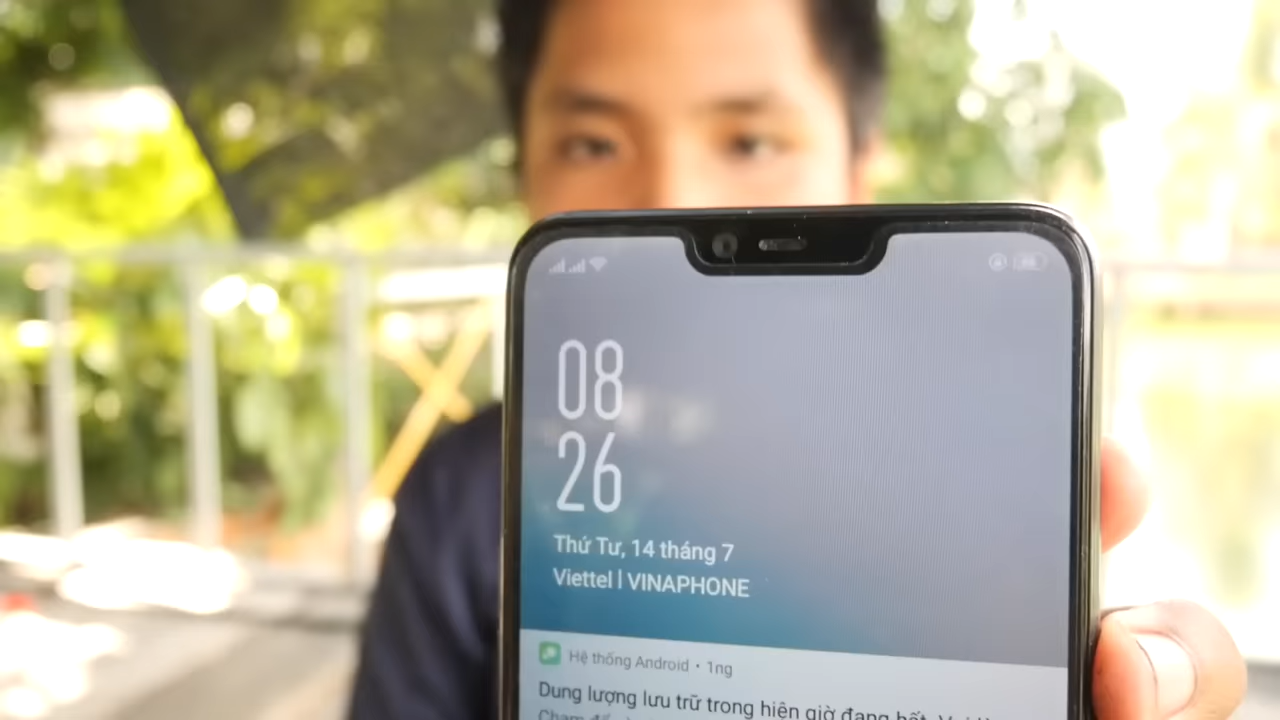 08
26
Thứ Tư, 14 tháng 7
Viettel | VINAPHONE
Hệ thống Android • 1ng
Dung lượng lưu trữ trong hiện giờ đang hết.